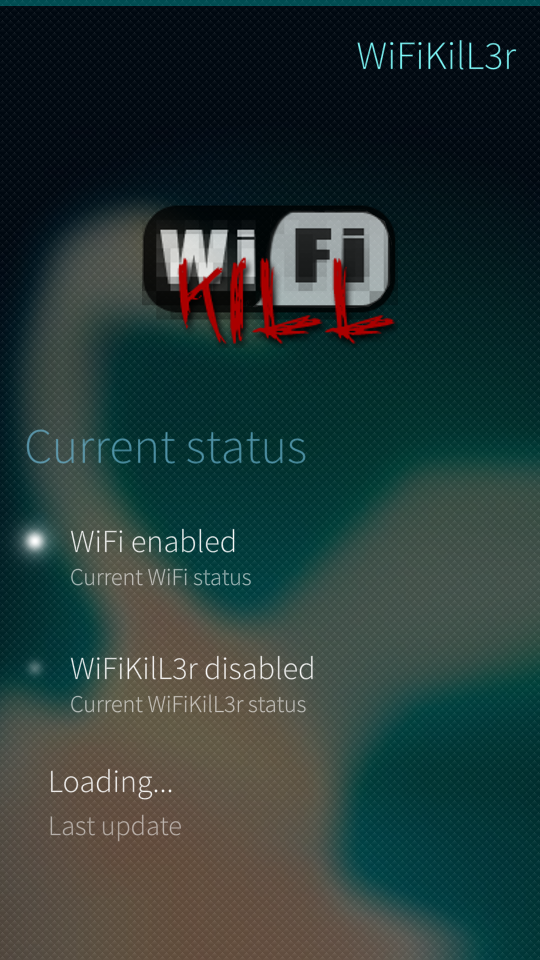 WiFiKilL3r
WiFi
KILL
Current status
WiFi enabled
Current WiFi status
WiFiKilL3r disabled
Current WiFiKilL3r status
Loading...
Last update